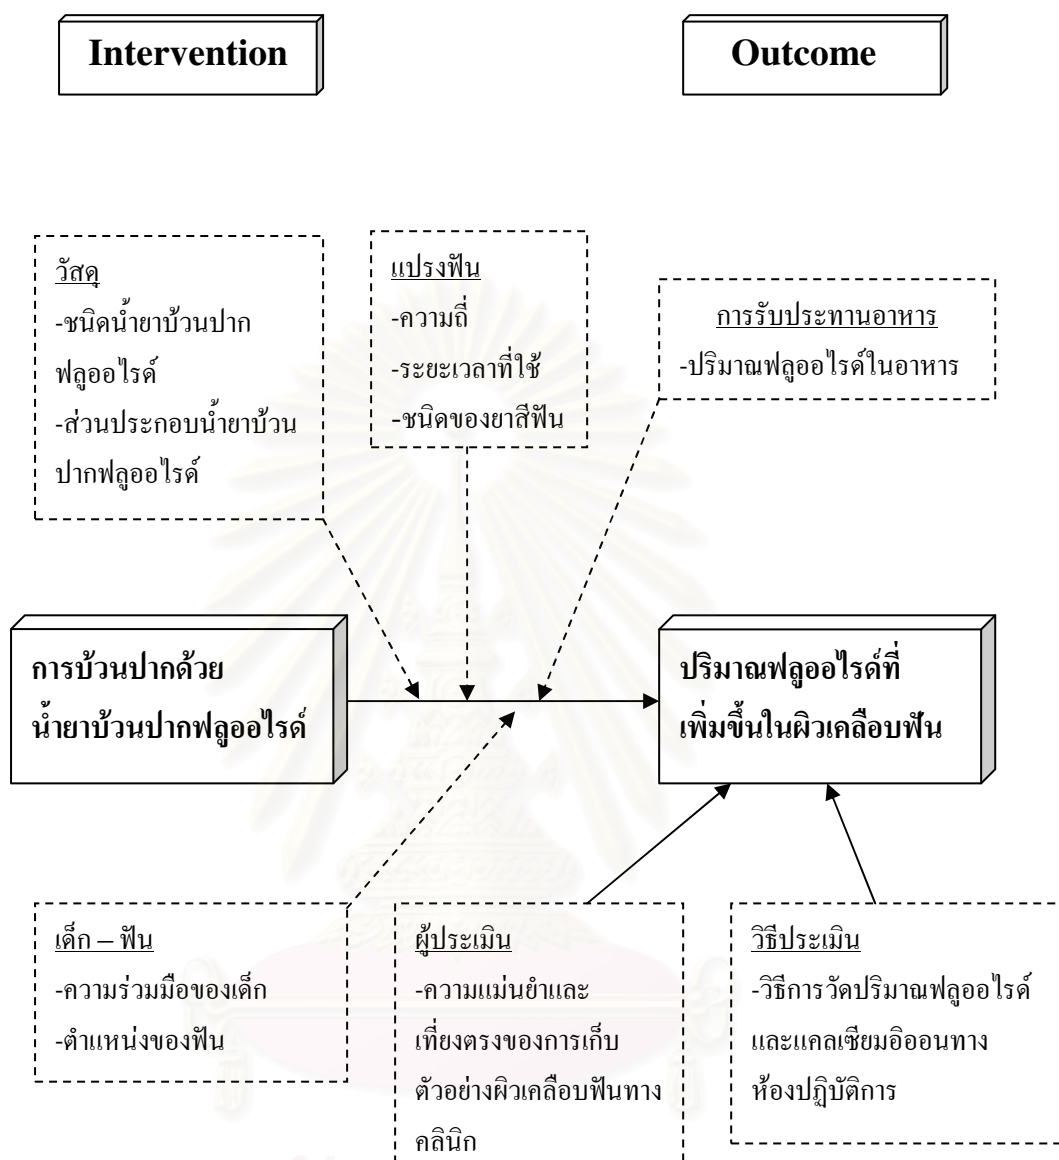 Intervention
Outcome
วัสดุ
-ชนิดน้ำยาบ้วนปาก
ฟลูออไรด์
-ส่วนประกอบน้ำยาบ้วน
ปากฟลูออไรด์
แปรงฟัน
-ความถี่
-ระยะเวลาที่ใช้
-ชนิดของยาสีฟัน
การรับประทานอาหาร
-ปริมาณฟลูออไรด์ในอาหาร
การบ้วนปากด้วย
น้ำยาบ้วนปากฟลูออไรด์
ปริมาณฟลูออไรด์ที่
เพิ่มขึ้นในผิวเคลือบฟัน
เด็ก – ฟัน
-ความร่วมมือของเด็ก
-ตำแหน่งของฟัน
ผู้ประเมิน
-ความแม่นยำและ
เที่ยงตรงของการเก็บ
ตัวอย่างผิวเคลือบฟันทาง
คลินิก
วิธีประเมิน
-วิธีการวัดปริมาณฟลูออไรด์
และแคลเซียมอิออนทาง
ห้องปฏิบัติการ